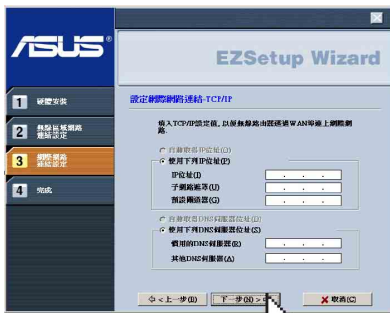 ASUS
EZSetup Wizard
1 硬體安裝
2 無線區域網路
連結設定
3 網際網路
連結設定
4 完成
設定網際網路連結-TCP/IP
填入TCP/IP設定值, 以便無線路由器透過WAN埠連上網際網
路.
自動取得IP位址(O)
使用下列IP位址(P)
IP位址(I)
子網路遮罩(U)
預設閘道器(G)
自動取得DNS伺服器位址(D)
使用下列DNS伺服器位址(S)
慣用的DNS伺服器(R)
其他DNS伺服器(A)
< 上一步(B)
下一步(N) >
取消(C)